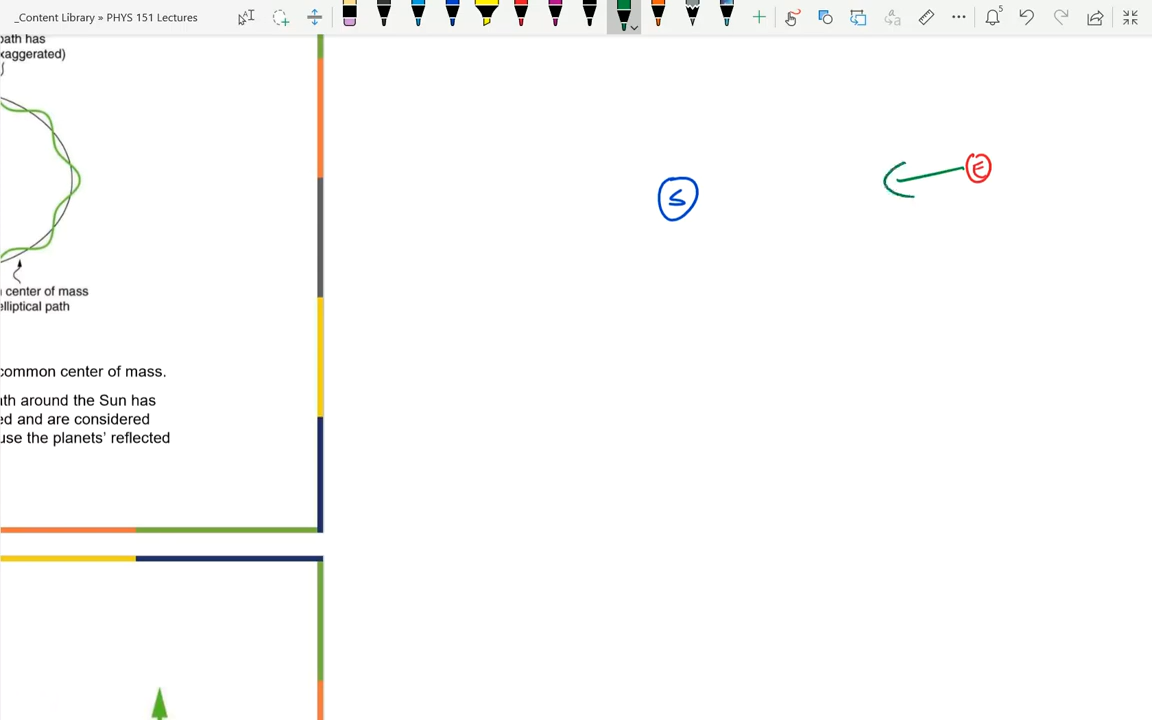 _Content Library » PHYS 151 Lectures
5
path has
xaggerated)
E
S
center of mass
elliptical path
common center of mass.
th around the Sun has
ed and are considered
use the planets' reflected